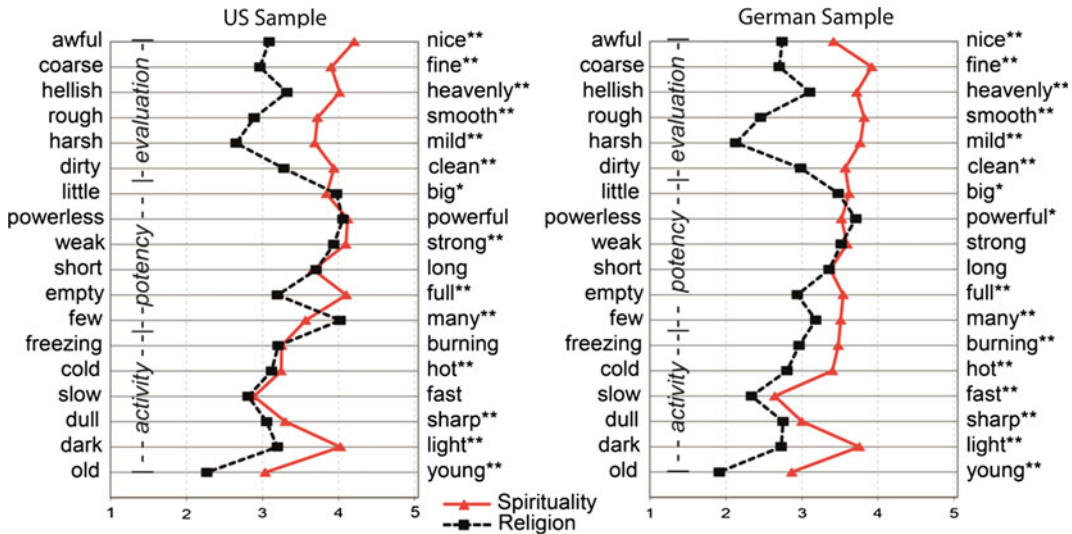 US Sample
awful nice**
coarse fine**
hellish heavenly**
rough smooth**
harsh mild**
dirty clean**
little big*
powerless powerful
weak strong**
short long
empty full**
few many**
freezing burning
cold hot**
slow fast
dull sharp**
dark light**
old young**
evaluation
potency
activity
1 2 3 4 5
German Sample
awful nice**
coarse fine**
hellish heavenly**
rough smooth**
harsh mild**
dirty clean**
little big*
powerless powerful*
weak strong
short long
empty full**
few many**
freezing burning**
cold hot**
slow fast**
dull sharp**
dark light**
old young**
evaluation
potency
activity
1 2 3 4 5
Spirituality
Religion